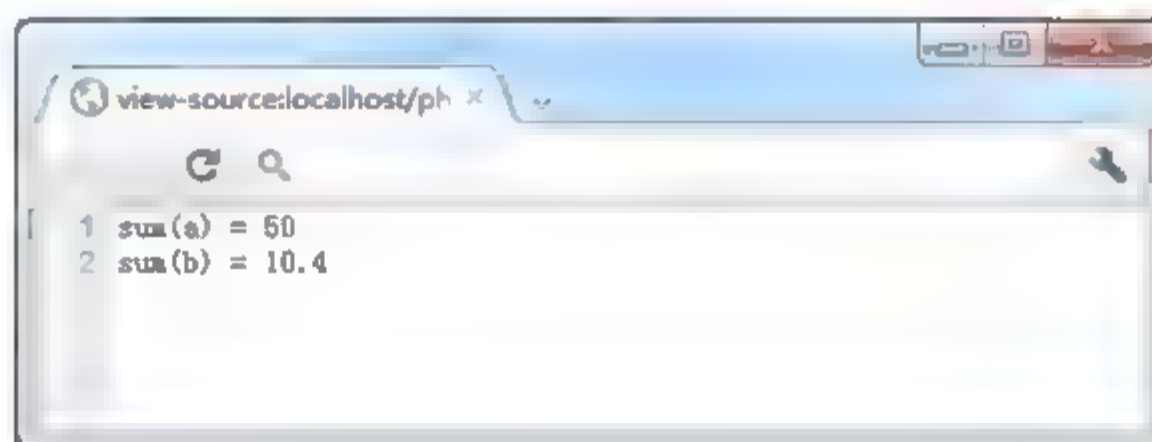 view-source:localhost/ph
1 sum(a) = 50
2 sum(b) = 10.4